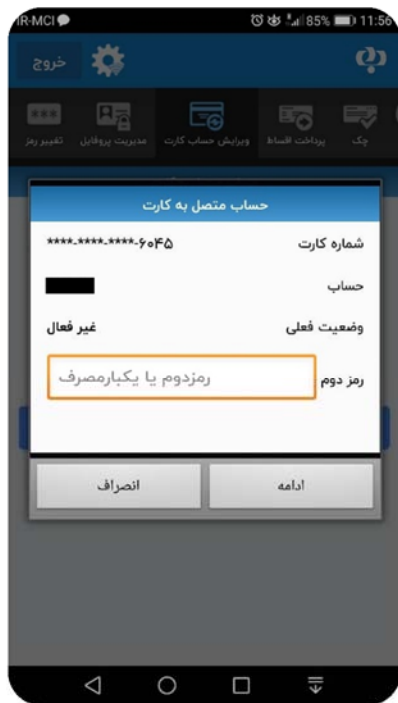 IR-MCI 85% 11:56
خروج
چک پرداخت اقساط ویرایش حساب کارت مدیریت پروفایل تغییر رمز
حساب متصل به کارت
شماره کارت ****-****-****-۶۰۴۵
حساب
وضعیت فعلی غیر فعال
رمز دوم رمزدوم یا یکبارمصرف
ادامه انصراف